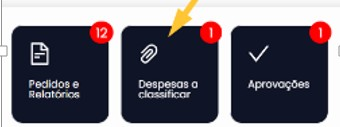 12
1
1
Pedidos e
Relatórios
Despesas a
classificar
Aprovações